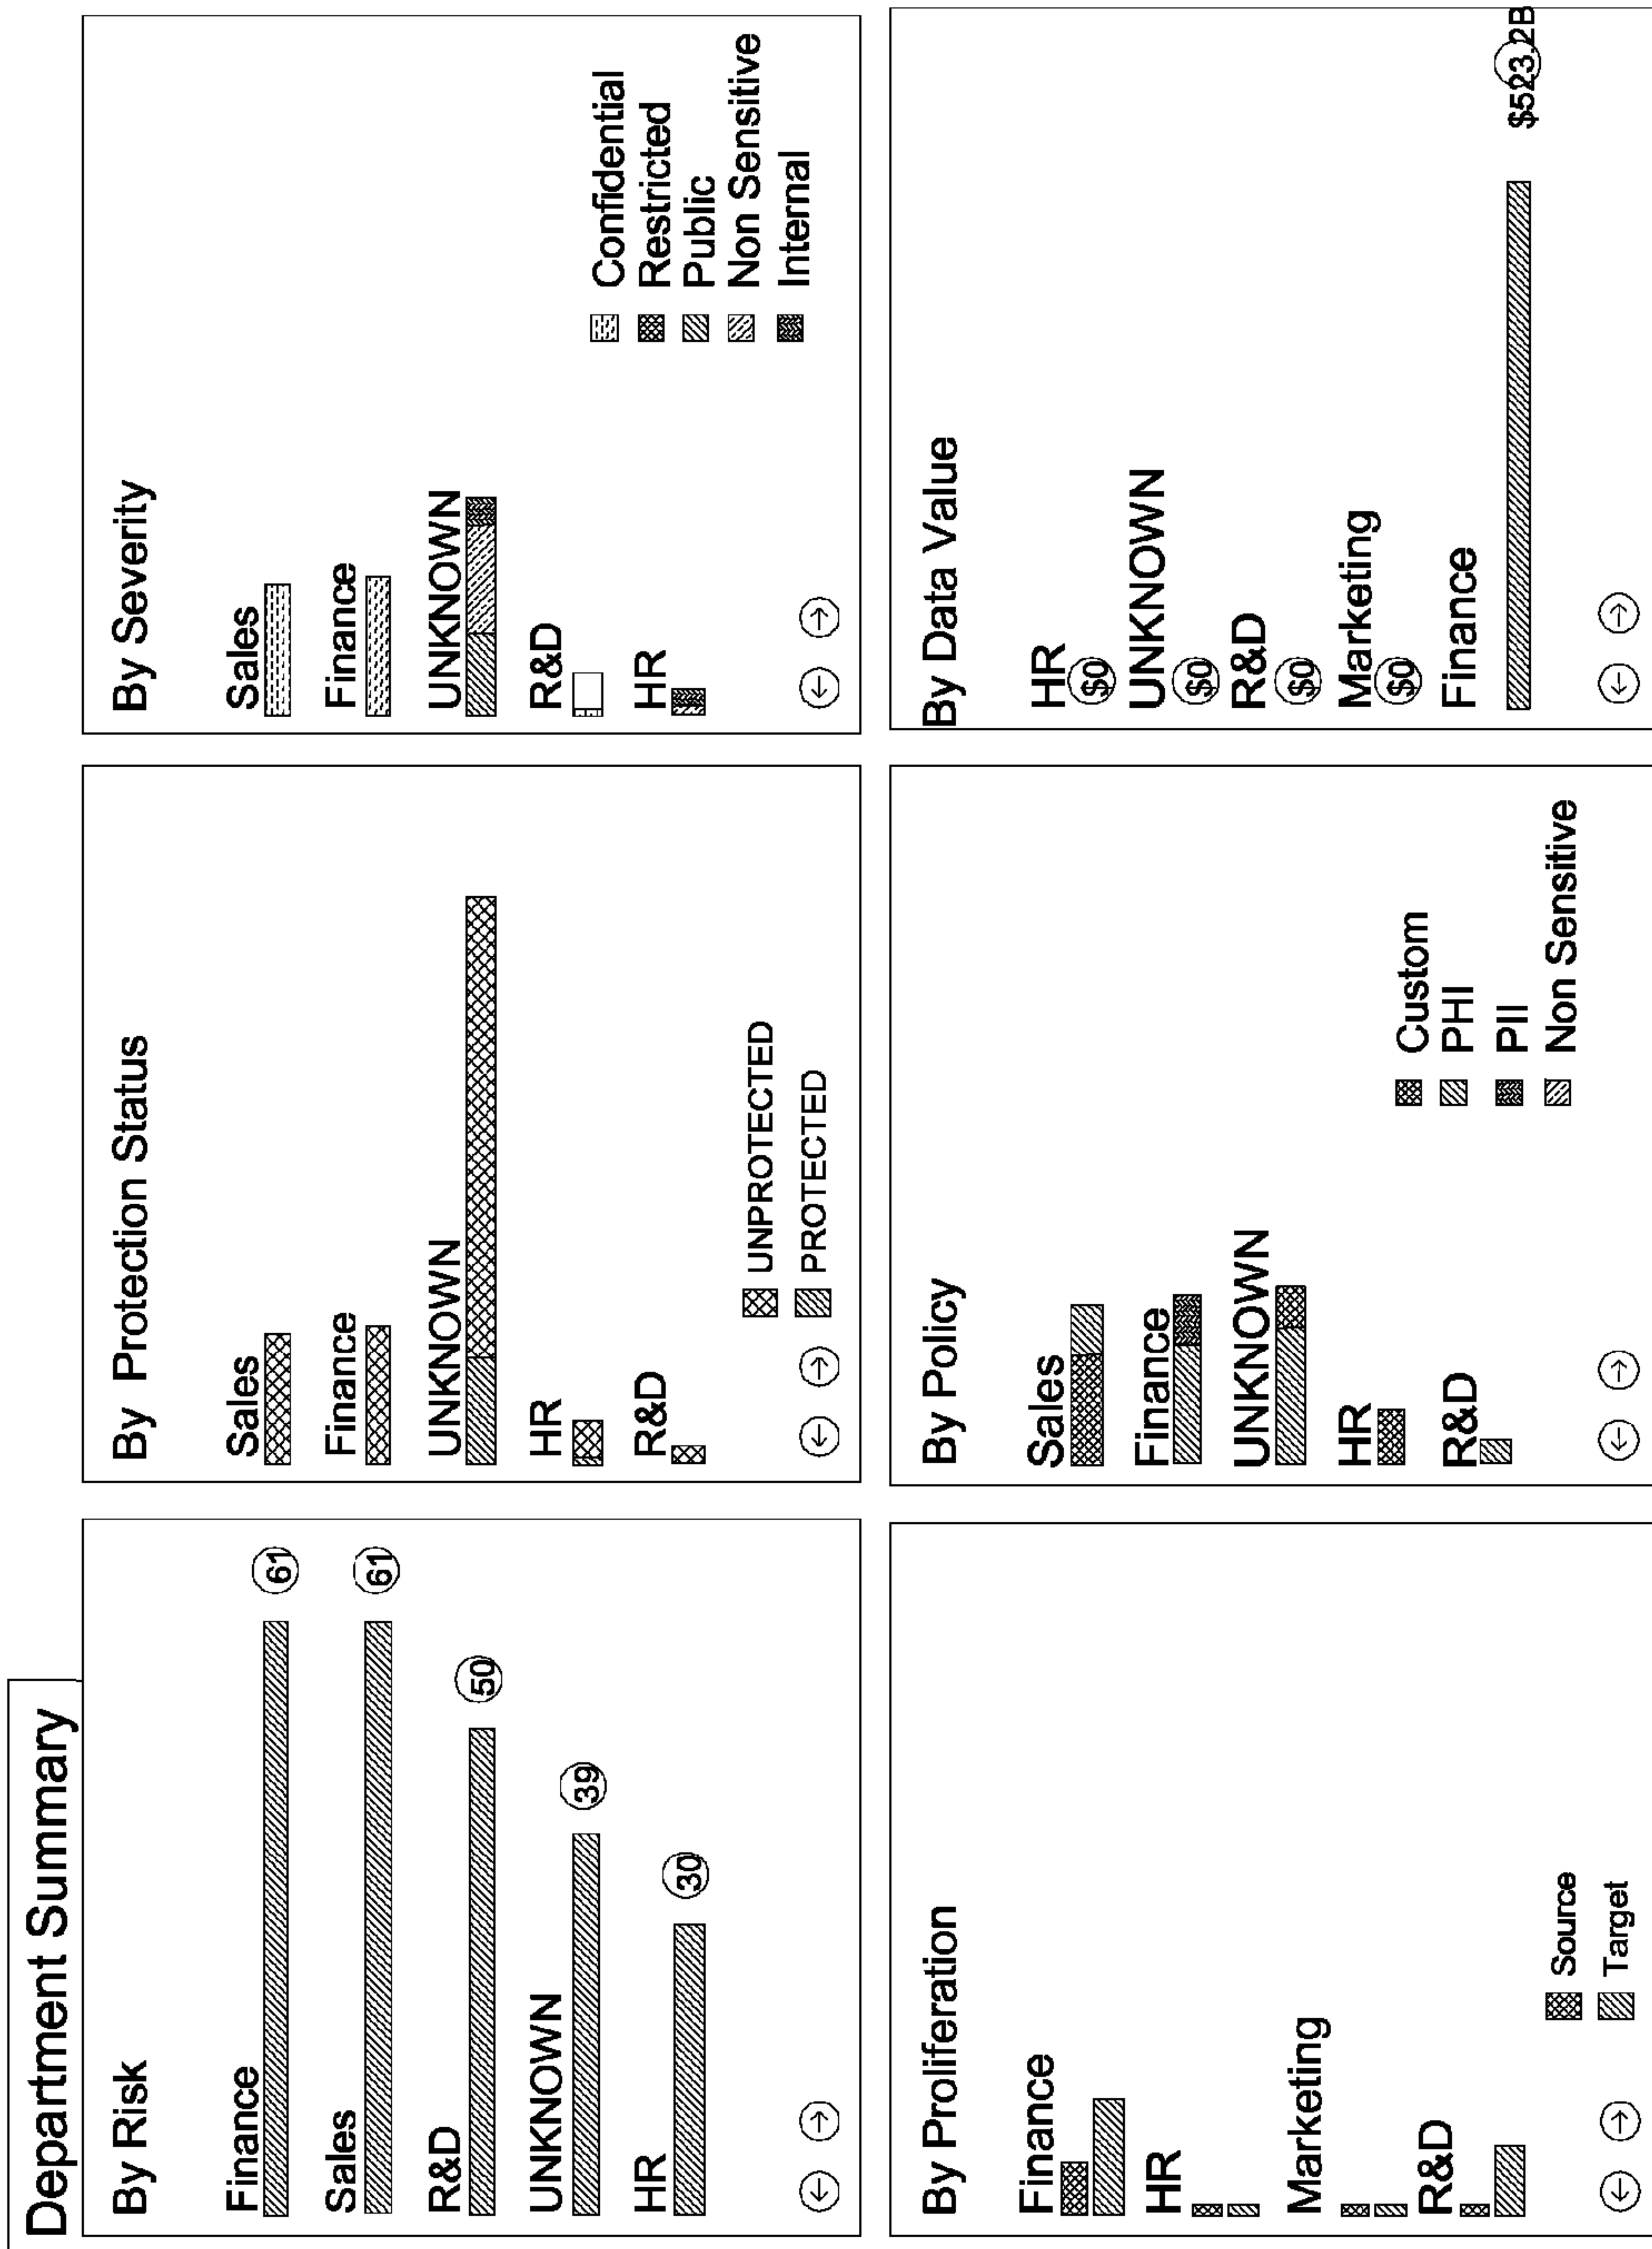 Department Summary
By Risk
Finance
61
Sales
61
R&D
50
UNKNOWN
39
HR
30
By Protection Status
Sales
Finance
UNKNOWN
HR
R&D
UNPROTECTED
PROTECTED
By Severity
Sales
Finance
UNKNOWN
R&D
HR
Confidential
Restricted
Public
Non Sensitive
Internal
By Proliferation
Finance
HR
Marketing
R&D
Source
Target
By Policy
Sales
Finance
UNKNOWN
HR
R&D
Custom
PHI
PII
Non Sensitive
By Data Value
HR
$0
UNKNOWN
$0
R&D
$0
Marketing
$0
Finance
$523.2B